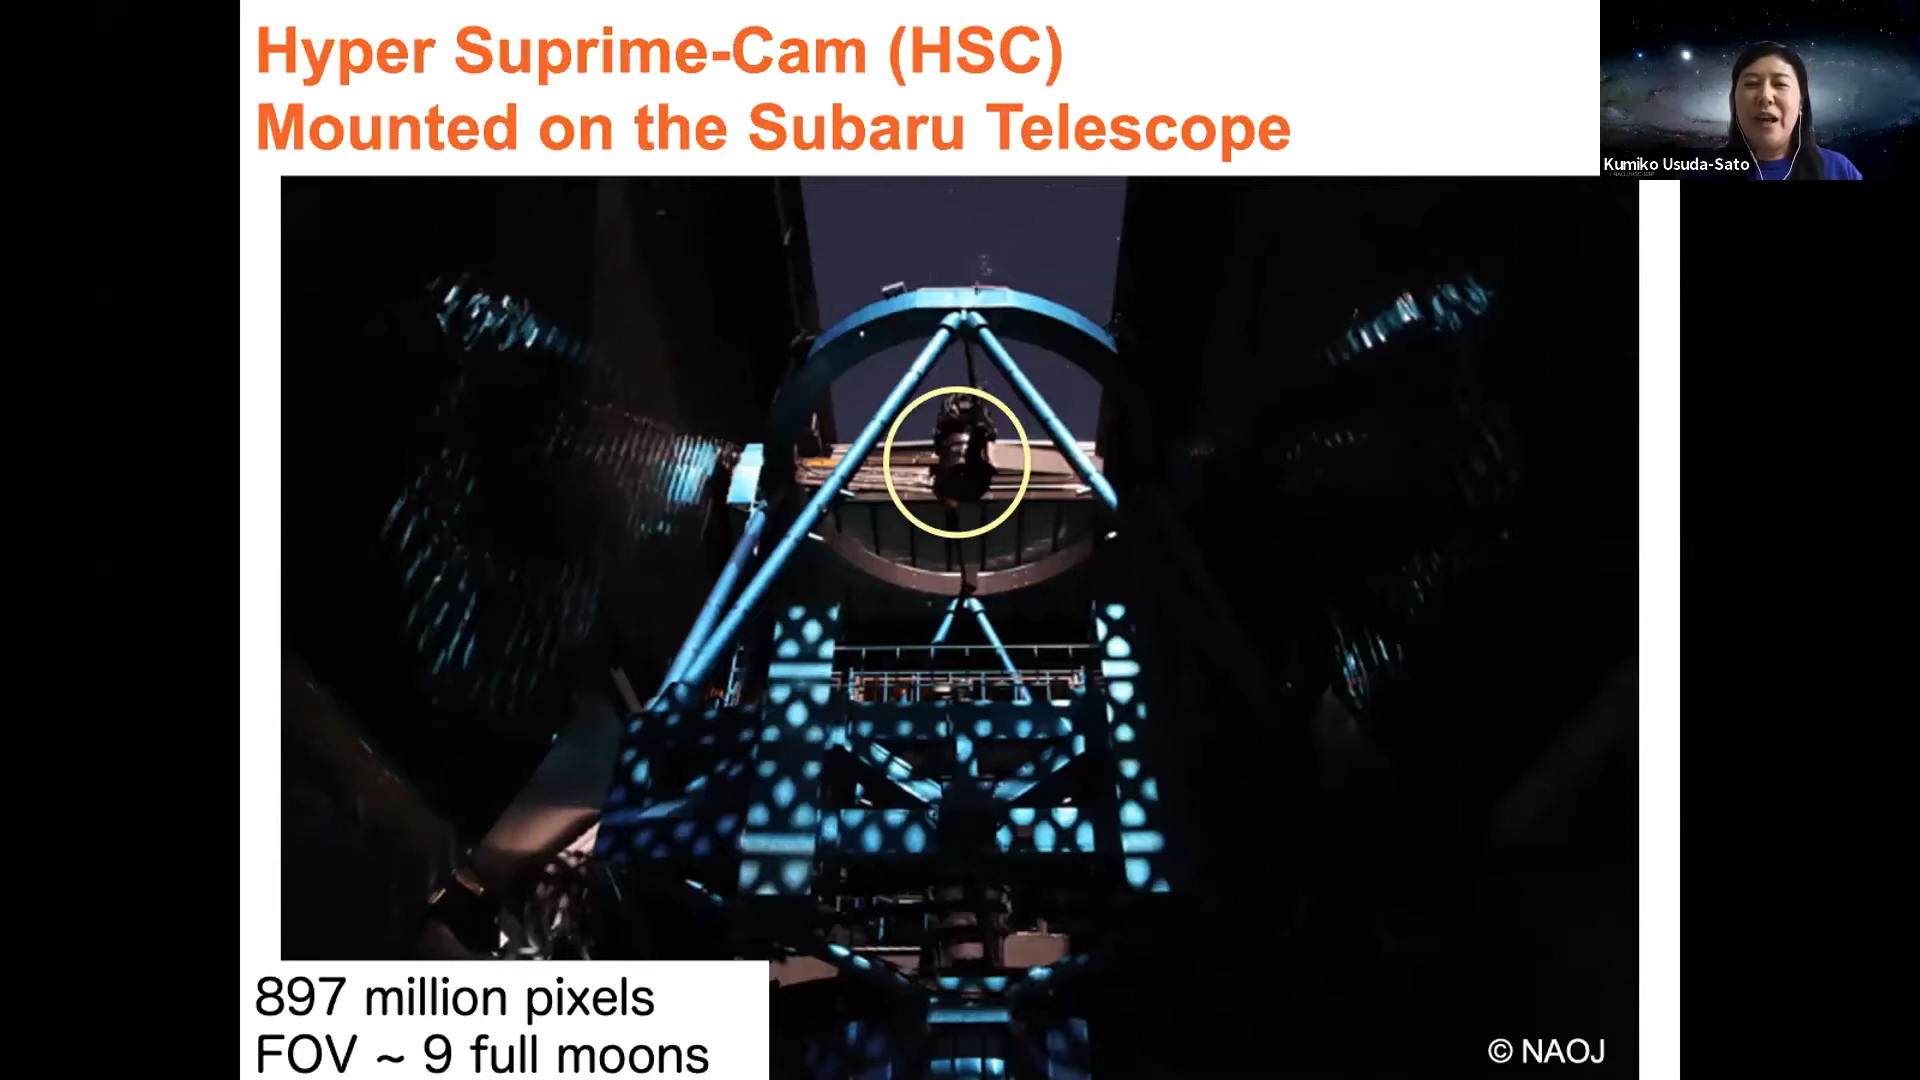 Hyper Suprime-Cam (HSC)
Mounted on the Subaru Telescope
Kumiko Usuda-Sato
897 million pixels
FOV ~ 9 full moons
© NAOJ